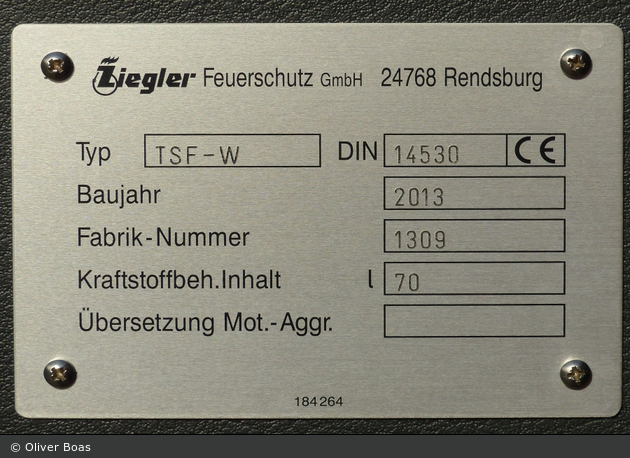 Ziegler Feuerschutz GmbH 24768 Rendsburg
Typ TSF-W DIN 14530 CE
Baujahr 2013
Fabrik-Nummer 1309
Kraftstoffbeh.Inhalt l 70
Übersetzung Mot.-Aggr.
184264
© Oliver Boas